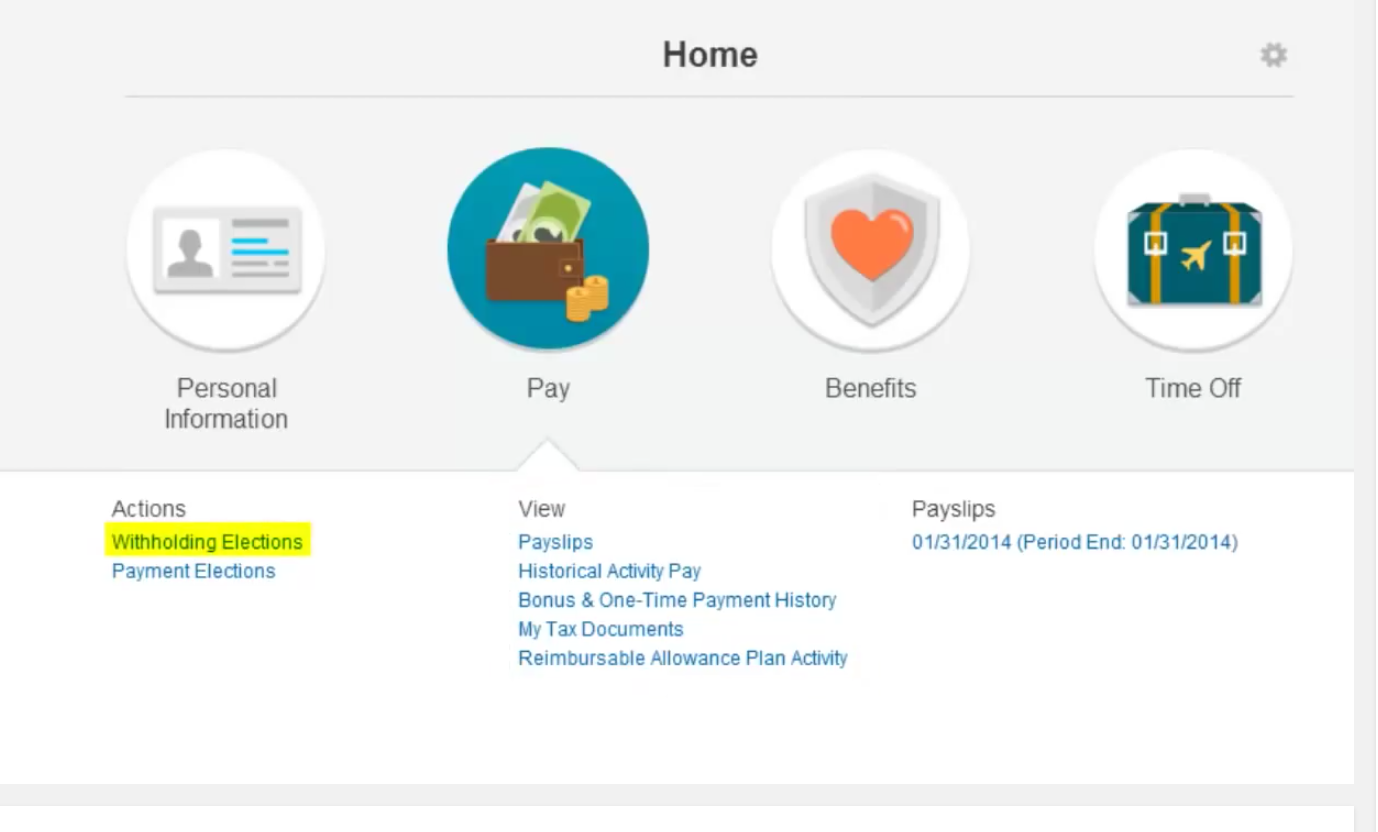 Home
Personal
Information
Pay
Benefits
Time Off
Actions
Withholding Elections
Payment Elections
View
Payslips
Historical Activity Pay
Bonus & One-Time Payment History
My Tax Documents
Reimbursable Allowance Plan Activity
Payslips
01/31/2014 (Period End: 01/31/2014)